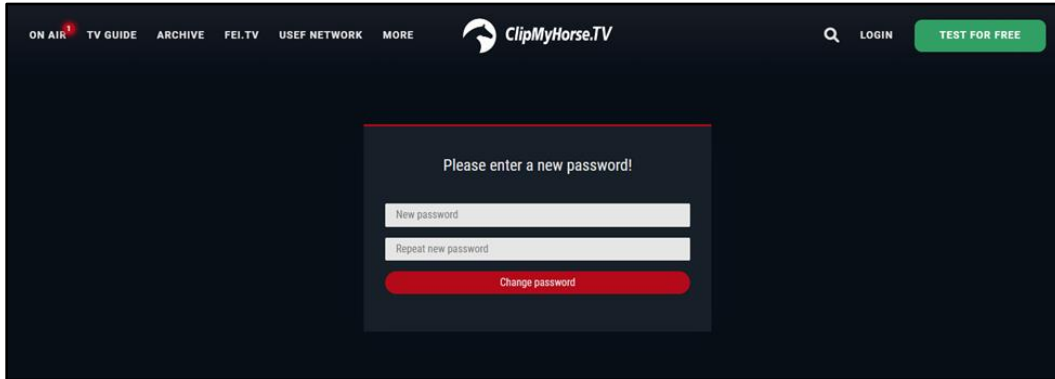 ON AIR 1 TV GUIDE ARCHIVE FEI.TV USEF NETWORK MORE ClipMyHorse.TV LOGIN TEST FOR FREE
Please enter a new password!
New password
Repeat new password
Change password